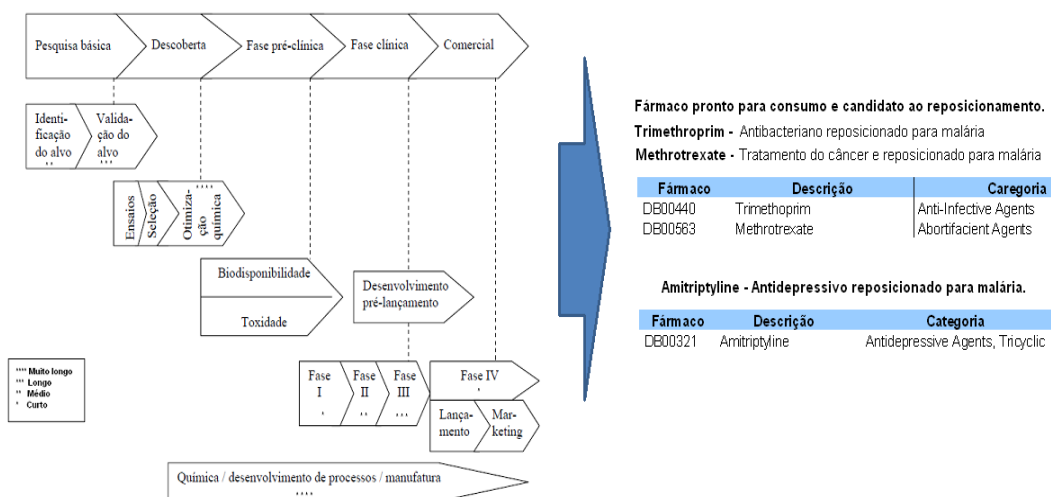 Pesquisa básica
Descoberta
Fase pré-clínica
Fase clínica
Comercial
Identi-
ficação
do alvo
''
Valida-
ção do
alvo
'''
Ensaios
Seleção
Otimiza-
ção
química
''''
Biodisponibilidade
Toxidade
Desenvolvimento
pré-lançamento
Fase
I
'
Fase
II
''
Fase
III
'''
Fase IV
'
Lança-
mento
Mar-
keting
Química / desenvolvimento de processos / manufatura
''''
'''' Muito longo
''' Longo
'' Médio
' Curto
Fármaco pronto para consumo e candidato ao reposicionamento.
Trimethroprim - Antibacteriano reposicionado para malária
Methrotrexate - Tratamento do câncer e reposicionado para malária
Fármaco Descrição Caregoria
DB00440 Trimethoprim Anti-Infective Agents
DB00563 Methrotrexate Abortifacient Agents
Amitriptyline - Antidepressivo reposicionado para malária.
Fármaco Descrição Categoria
DB00321 Amitriptyline Antidepressive Agents, Tricyclic